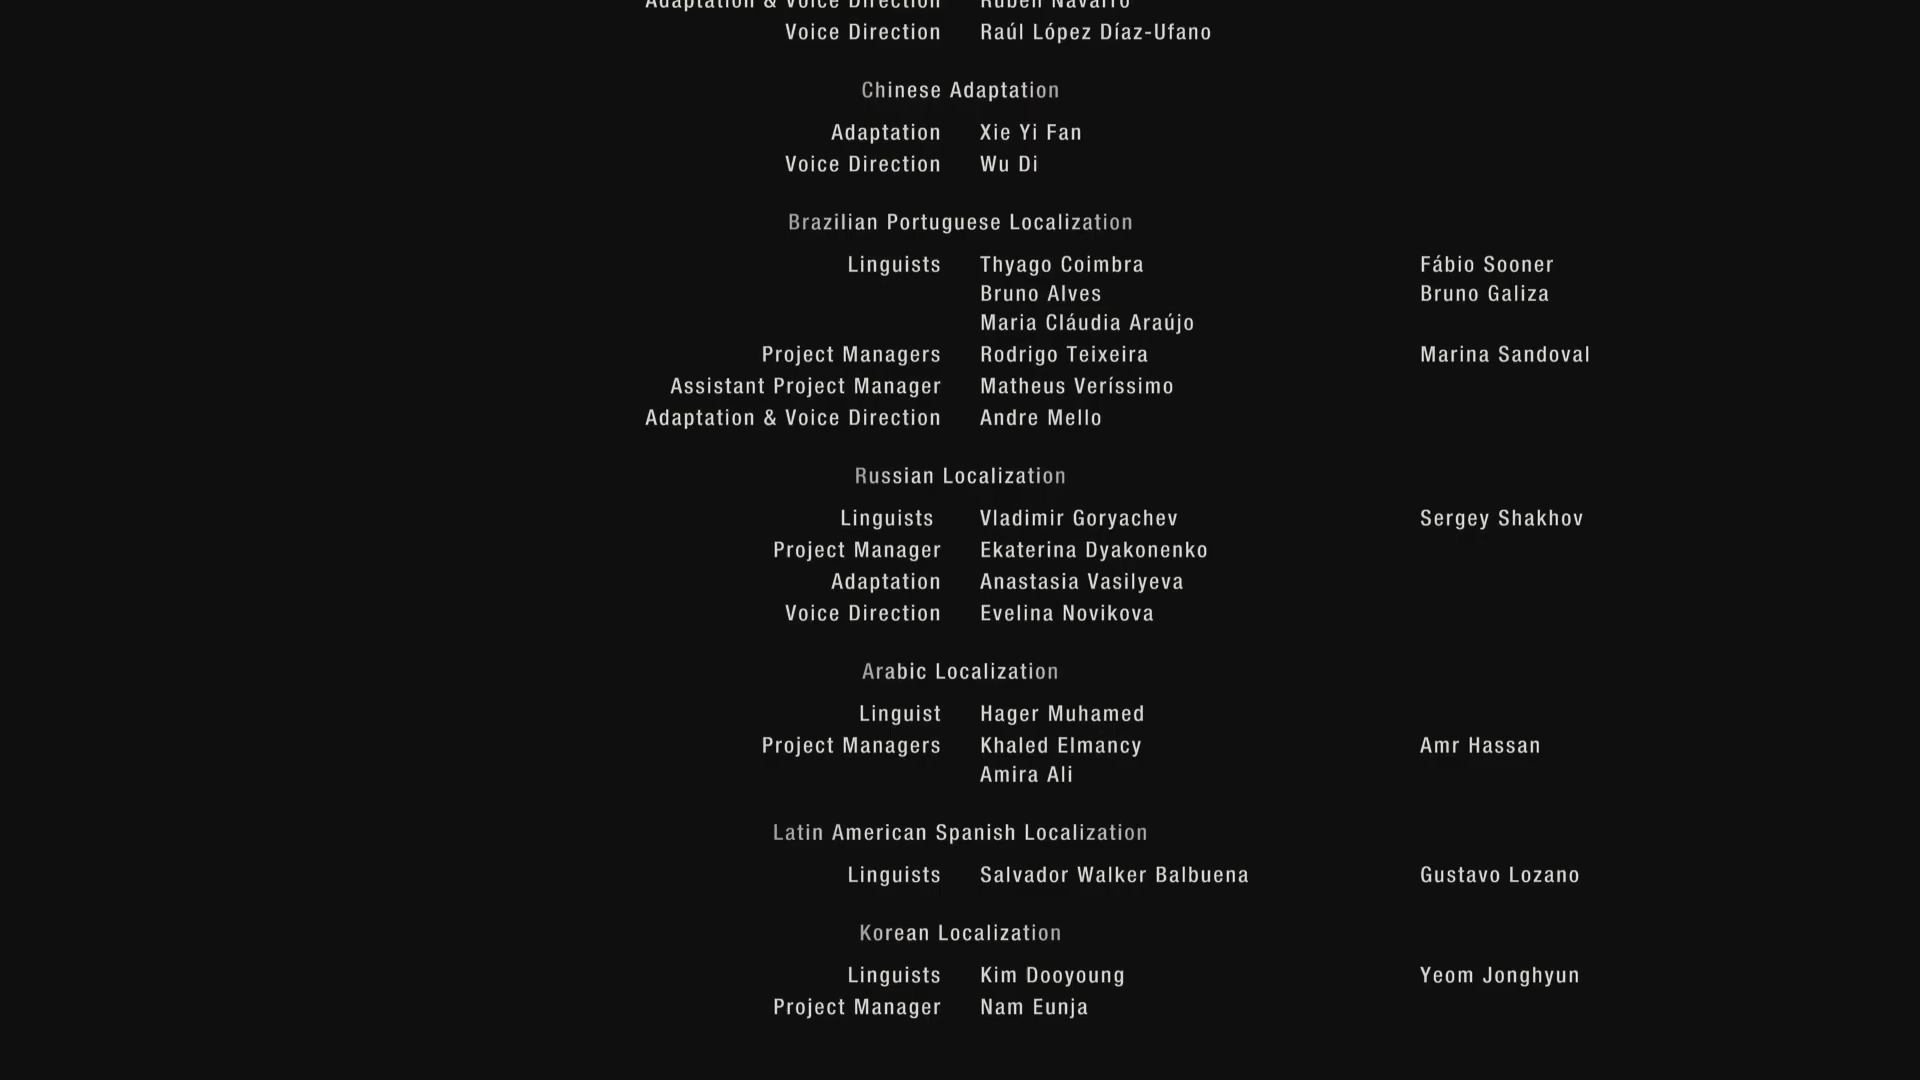 Adaptation & Voice Direction Rubén Navarro
Voice Direction Raúl López Díaz-Ufano
Chinese Adaptation
Adaptation Xie Yi Fan
Voice Direction Wu Di
Brazilian Portuguese Localization
Linguists Thyago Coimbra Fábio Sooner
Bruno Alves Bruno Galiza
Maria Cláudia Araújo
Project Managers Rodrigo Teixeira Marina Sandoval
Assistant Project Manager Matheus Veríssimo
Adaptation & Voice Direction Andre Mello
Russian Localization
Linguists Vladimir Goryachev Sergey Shakhov
Project Manager Ekaterina Dyakonenko
Adaptation Anastasia Vasilyeva
Voice Direction Evelina Novikova
Arabic Localization
Linguist Hager Muhamed
Project Managers Khaled Elmancy Amr Hassan
Amira Ali
Latin American Spanish Localization
Linguists Salvador Walker Balbuena Gustavo Lozano
Korean Localization
Linguists Kim Dooyoung Yeom Jonghyun
Project Manager Nam Eunja